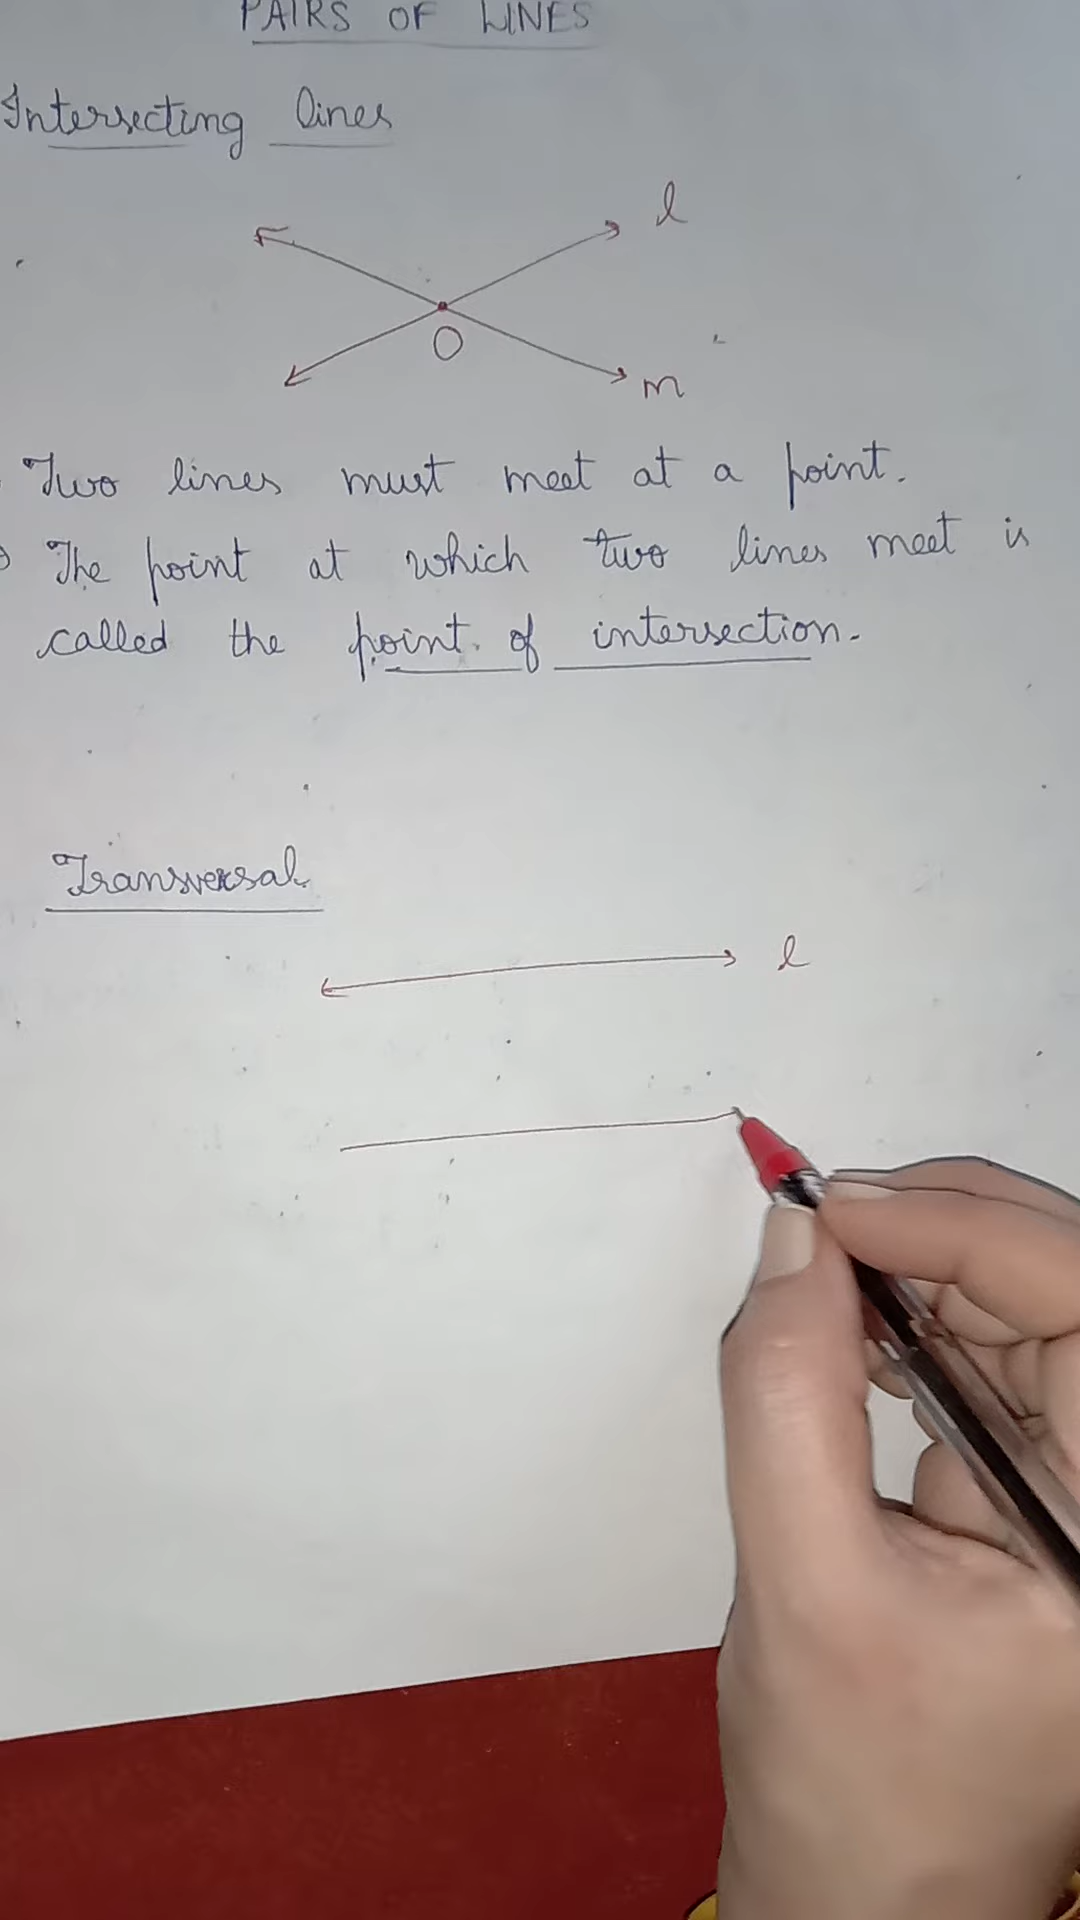 PAIRS OF LINES
Intersecting lines
l
O
m
Two lines must meet at a point.
The point at which two lines meet is
called the point of intersection.
Transversal
l